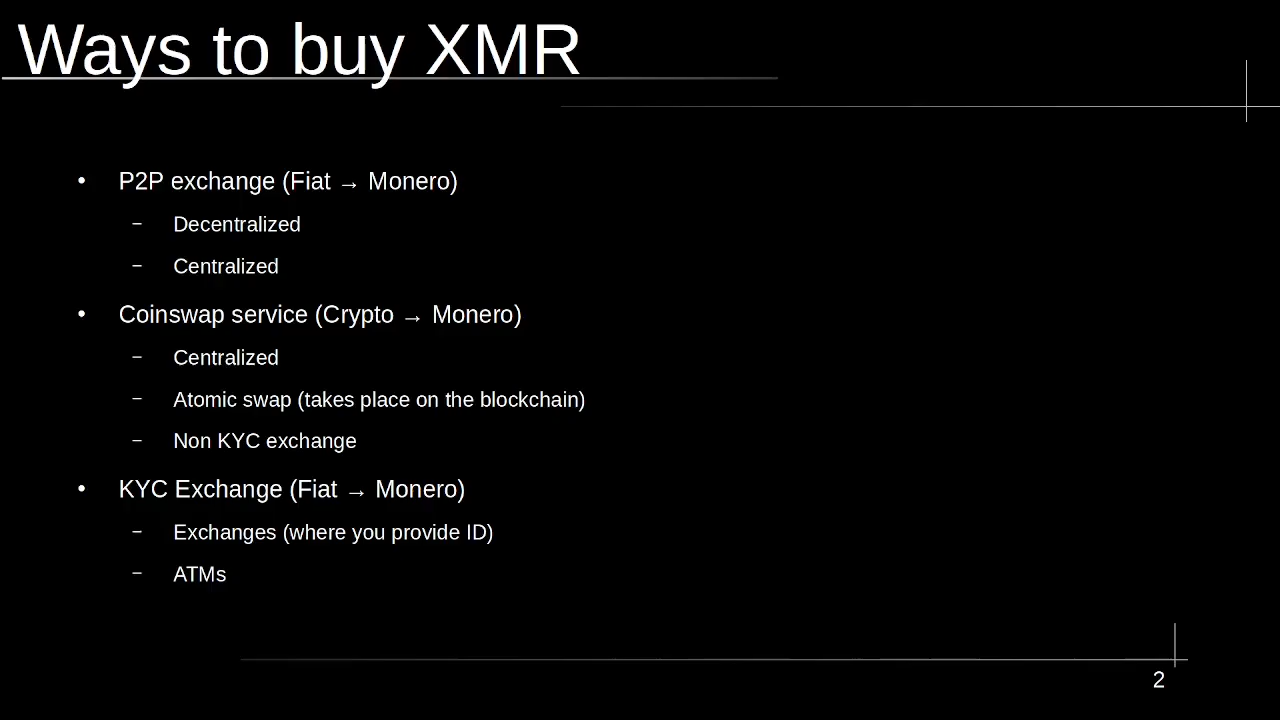 Ways to buy XMR
• P2P exchange (Fiat → Monero)
– Decentralized
– Centralized
• Coinswap service (Crypto → Monero)
– Centralized
– Atomic swap (takes place on the blockchain)
– Non KYC exchange
• KYC Exchange (Fiat → Monero)
– Exchanges (where you provide ID)
– ATMs
2